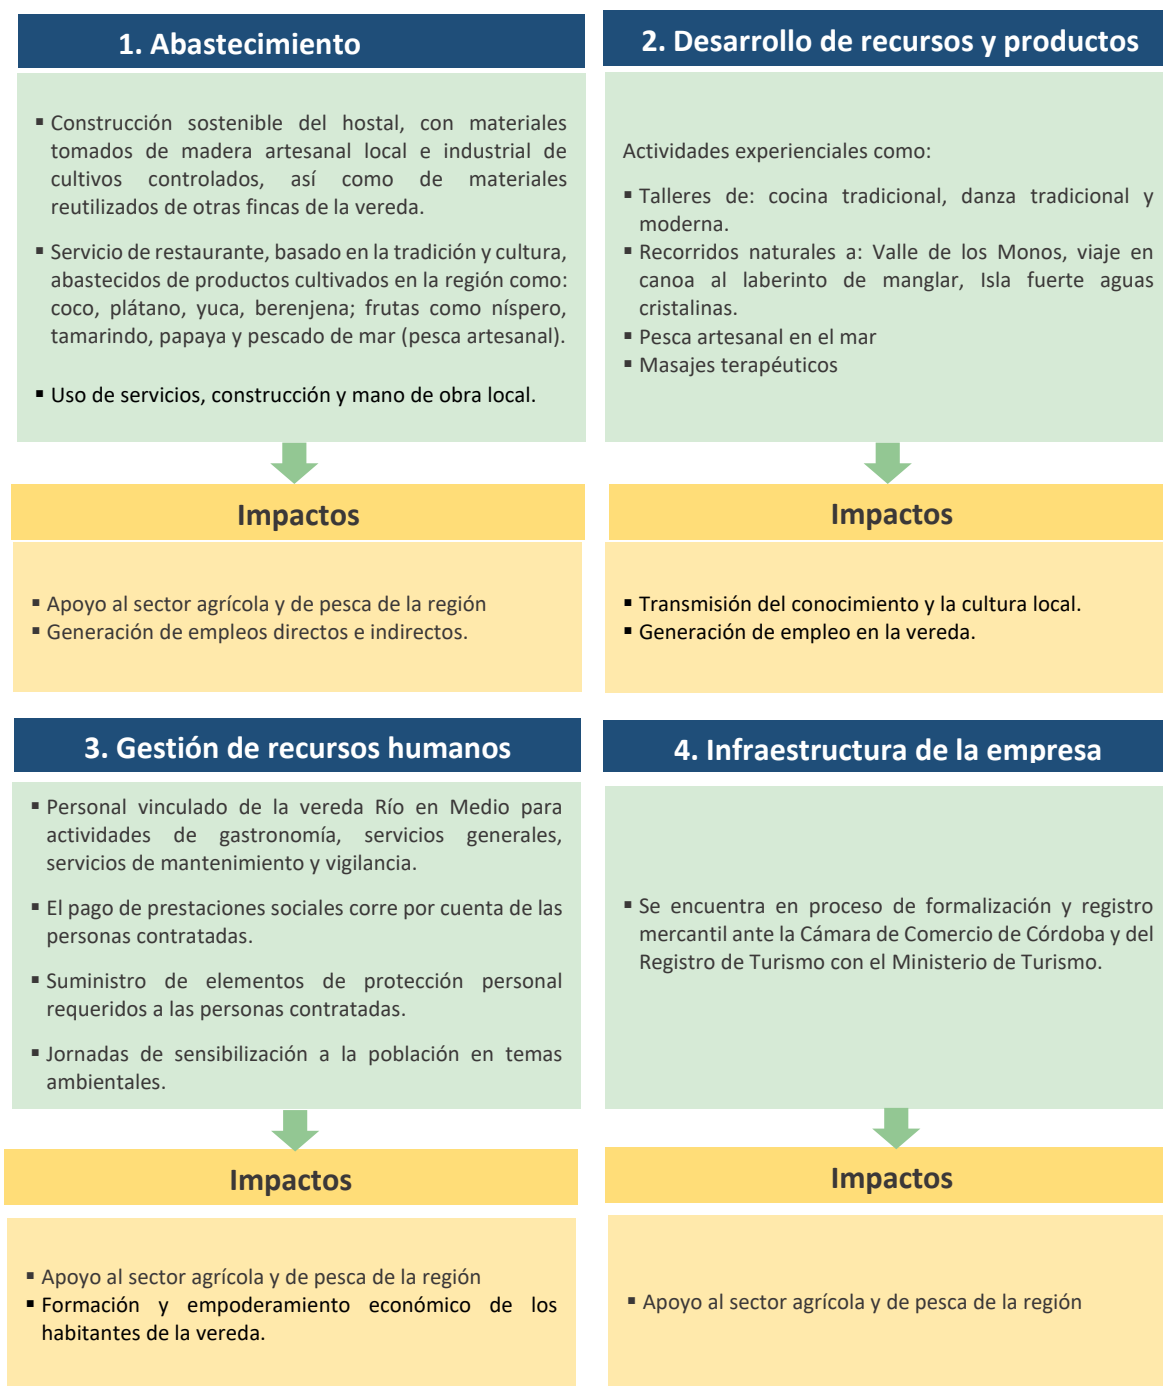 1. Abastecimiento
▪ Construcción sostenible del hostal, con materiales
tomados de madera artesanal local e industrial de
cultivos controlados, así como de materiales
reutilizados de otras fincas de la vereda.
▪ Servicio de restaurante, basado en la tradición y cultura,
abastecidos de productos cultivados en la región como:
coco, plátano, yuca, berenjena; frutas como níspero,
tamarindo, papaya y pescado de mar (pesca artesanal).
▪ Uso de servicios, construcción y mano de obra local.
Impactos
▪ Apoyo al sector agrícola y de pesca de la región
▪ Generación de empleos directos e indirectos.
2. Desarrollo de recursos y productos
Actividades experienciales como:
▪ Talleres de: cocina tradicional, danza tradicional y
moderna.
▪ Recorridos naturales a: Valle de los Monos, viaje en
canoa al laberinto de manglar, Isla fuerte aguas
cristalinas.
▪ Pesca artesanal en el mar
▪ Masajes terapéuticos
Impactos
▪ Transmisión del conocimiento y la cultura local.
▪ Generación de empleo en la vereda.
3. Gestión de recursos humanos
▪ Personal vinculado de la vereda Río en Medio para
actividades de gastronomía, servicios generales,
servicios de mantenimiento y vigilancia.
▪ El pago de prestaciones sociales corre por cuenta de las
personas contratadas.
▪ Suministro de elementos de protección personal
requeridos a las personas contratadas.
▪ Jornadas de sensibilización a la población en temas
ambientales.
Impactos
▪ Apoyo al sector agrícola y de pesca de la región
▪ Formación y empoderamiento económico de los
habitantes de la vereda.
4. Infraestructura de la empresa
▪ Se encuentra en proceso de formalización y registro
mercantil ante la Cámara de Comercio de Córdoba y del
Registro de Turismo con el Ministerio de Turismo.
Impactos
▪ Apoyo al sector agrícola y de pesca de la región